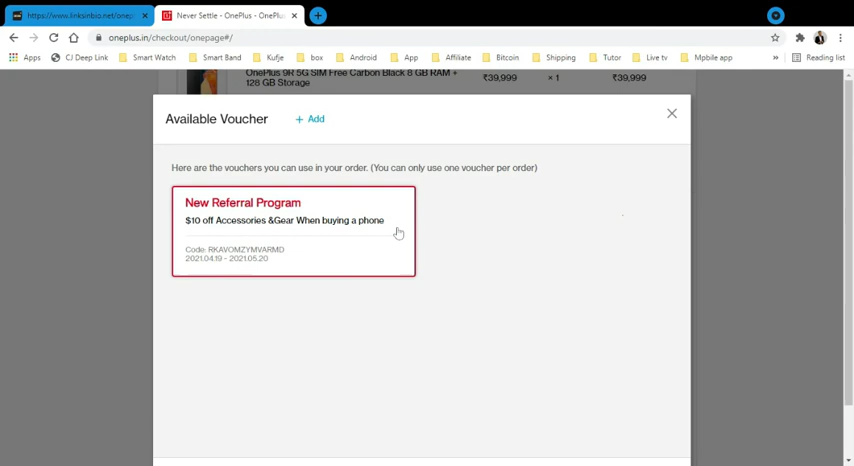 https://www.linksinbio.net/onepl
Never Settle - OnePlus - OnePlus
oneplus.in/checkout/onepage#/
Apps CJ Deep Link Smart Watch Smart Band Kufje box Android App Affiliate Bitcoin Shipping Tutor Live tv Mpbile app » Reading list
OnePlus 9R 5G SIM Free Carbon Black 8 GB RAM + ₹39,999 × 1 ₹39,999
128 GB Storage
Available Voucher + Add
Here are the vouchers you can use in your order. (You can only use one voucher per order)
New Referral Program
$10 off Accessories &Gear When buying a phone
Code: RKAVOMZYMVARMD
2021.04.19 - 2021.05.20